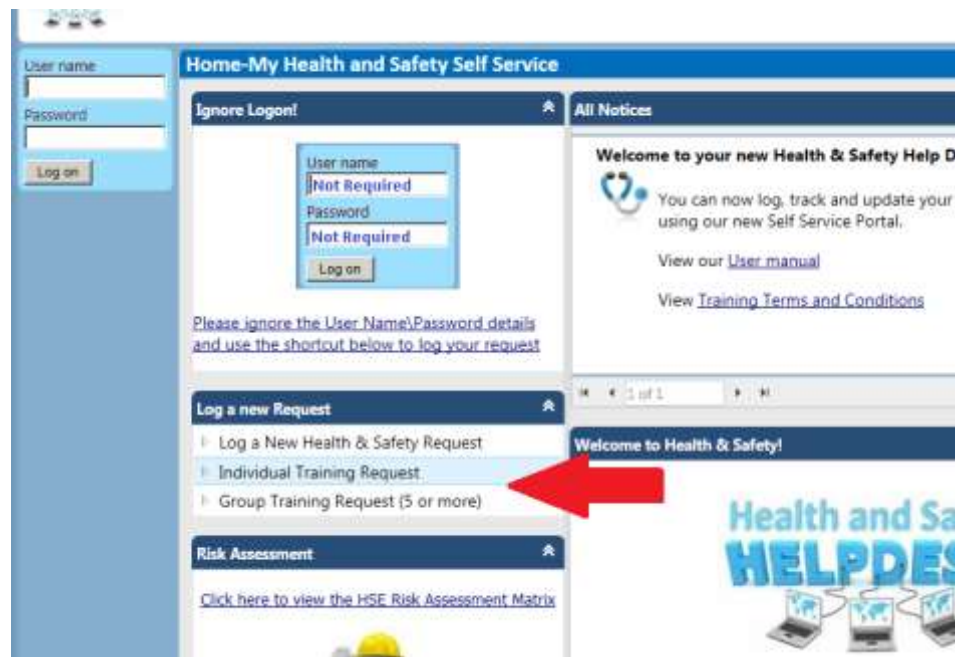 User name
Password
Log on
Home-My Health and Safety Self Service
Ignore Logon!
User name
Not Required
Password
Not Required
Log on
Please ignore the User Name\Password details
and use the shortcut below to log your request
Log a new Request
Log a New Health & Safety Request
Individual Training Request
Group Training Request (5 or more)
Risk Assessment
Click here to view the HSE Risk Assessment Matrix
All Notices
Welcome to your new Health & Safety Help D
You can now log, track and update your
using our new Self Service Portal.
View our User manual
View Training Terms and Conditions
1 of 1
Welcome to Health & Safety!
Health and Sa
HELPDES